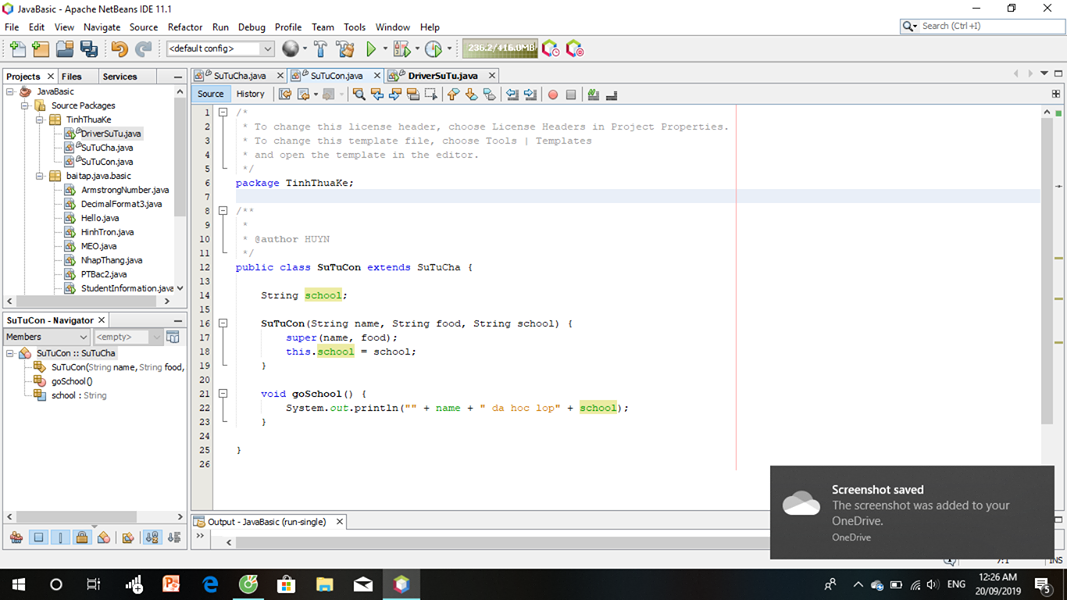 JavaBasic - Apache NetBeans IDE 11.1
File Edit View Navigate Source Refactor Run Debug Profile Team Tools Window Help
Search (Ctrl+I)
<default config>
236.2/416.0MB
Projects Files Services
JavaBasic
Source Packages
TinhThuaKe
DriverSuTu.java
SuTuCha.java
SuTuCon.java
baitap.java.basic
ArmstrongNumber.java
DecimalFormat3.java
Hello.java
HinhTron.java
MEO.java
NhapThang.java
PTBac2.java
StudentInformation.java
SuTuCon - Navigator
Members <empty>
SuTuCon :: SuTuCha
SuTuCon(String name, String food,
goSchool()
school : String
SuTuCha.java SuTuCon.java DriverSuTu.java
Source History
1 /*
2 * To change this license header, choose License Headers in Project Properties.
3 * To change this template file, choose Tools | Templates
4 * and open the template in the editor.
5 */
6 package TinhThuaKe;
7
8 /**
9 *
10 * @author HUYN
11 */
12 public class SuTuCon extends SuTuCha {
13
14 String school;
15
16 SuTuCon(String name, String food, String school) {
17 super(name, food);
18 this.school = school;
19 }
20
21 void goSchool() {
22 System.out.println("" + name + " da hoc lop" + school);
23 }
24
25 }
26
Output - JavaBasic (run-single)
Screenshot saved
The screenshot was added to your
OneDrive.
OneDrive
7:1 INS
ENG
12:26 AM
20/09/2019
5